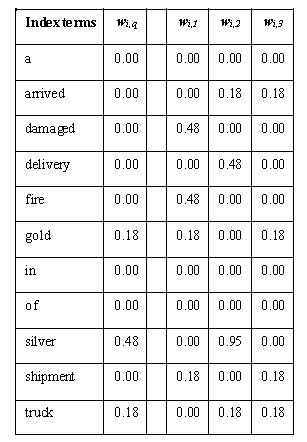 Index terms wi,q wi,1 wi,2 wi,3
a 0.00 0.00 0.00 0.00
arrived 0.00 0.00 0.18 0.18
damaged 0.00 0.48 0.00 0.00
delivery 0.00 0.00 0.48 0.00
fire 0.00 0.48 0.00 0.00
gold 0.18 0.18 0.00 0.18
in 0.00 0.00 0.00 0.00
of 0.00 0.00 0.00 0.00
silver 0.48 0.00 0.95 0.00
shipment 0.00 0.18 0.00 0.18
truck 0.18 0.00 0.18 0.18